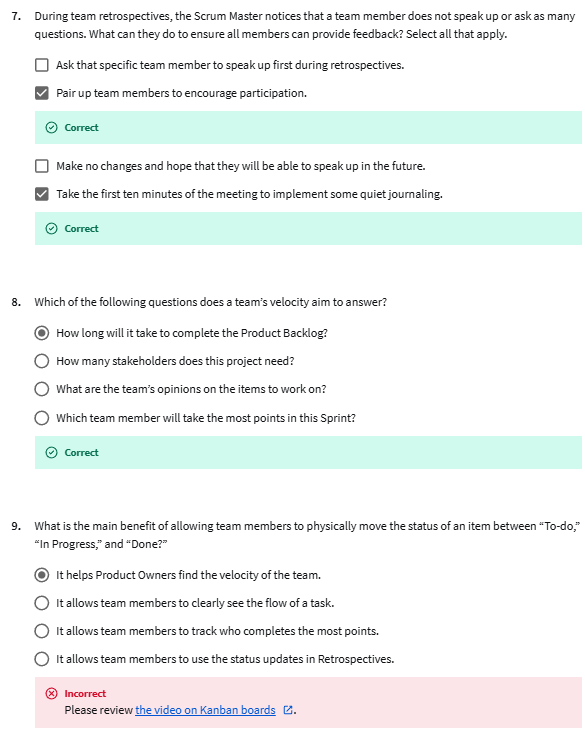 7. During team retrospectives, the Scrum Master notices that a team member does not speak up or ask as many
questions. What can they do to ensure all members can provide feedback? Select all that apply.
Ask that specific team member to speak up first during retrospectives.
Pair up team members to encourage participation.
Correct
Make no changes and hope that they will be able to speak up in the future.
Take the first ten minutes of the meeting to implement some quiet journaling.
Correct
8. Which of the following questions does a team's velocity aim to answer?
How long will it take to complete the Product Backlog?
How many stakeholders does this project need?
What are the team's opinions on the items to work on?
Which team member will take the most points in this Sprint?
Correct
9. What is the main benefit of allowing team members to physically move the status of an item between “To-do,”
“In Progress,” and “Done?”
It helps Product Owners find the velocity of the team.
It allows team members to clearly see the flow of a task.
It allows team members to track who completes the most points.
It allows team members to use the status updates in Retrospectives.
Incorrect
Please review the video on Kanban boards.